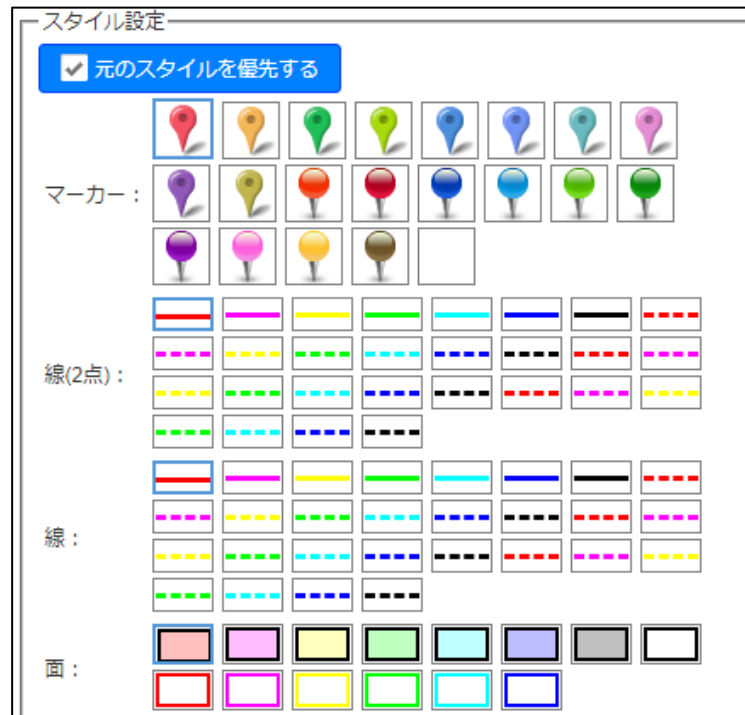 スタイル設定
元のスタイルを優先する
マーカー：
線(2点)：
線：
面：